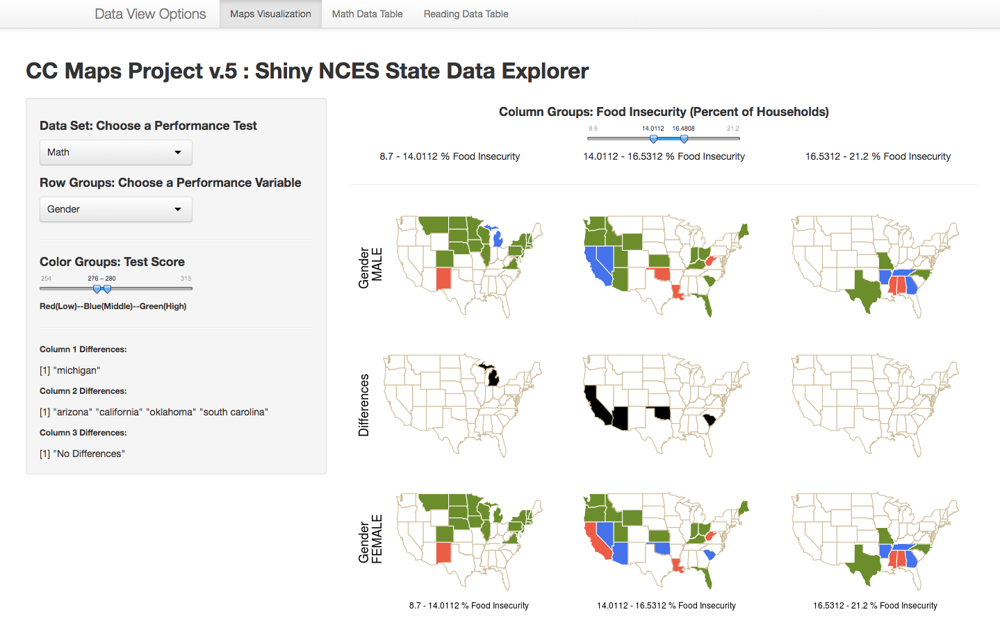 Data View Options Maps Visualization Math Data Table Reading Data Table
CC Maps Project v.5 : Shiny NCES State Data Explorer
Data Set: Choose a Performance Test
Math
Row Groups: Choose a Performance Variable
Gender
Color Groups: Test Score
254 276 – 280 313
Red(Low)--Blue(Middle)--Green(High)
Column 1 Differences:
[1] "michigan"
Column 2 Differences:
[1] "arizona" "california" "oklahoma" "south carolina"
Column 3 Differences:
[1] "No Differences"
Column Groups: Food Insecurity (Percent of Households)
8.6 14.0112 16.4808 21.2
8.7 - 14.0112 % Food Insecurity 14.0112 - 16.5312 % Food Insecurity 16.5312 - 21.2 % Food Insecurity
Gender
MALE
Differences
Gender
FEMALE
8.7 - 14.0112 % Food Insecurity 14.0112 - 16.5312 % Food Insecurity 16.5312 - 21.2 % Food Insecurity